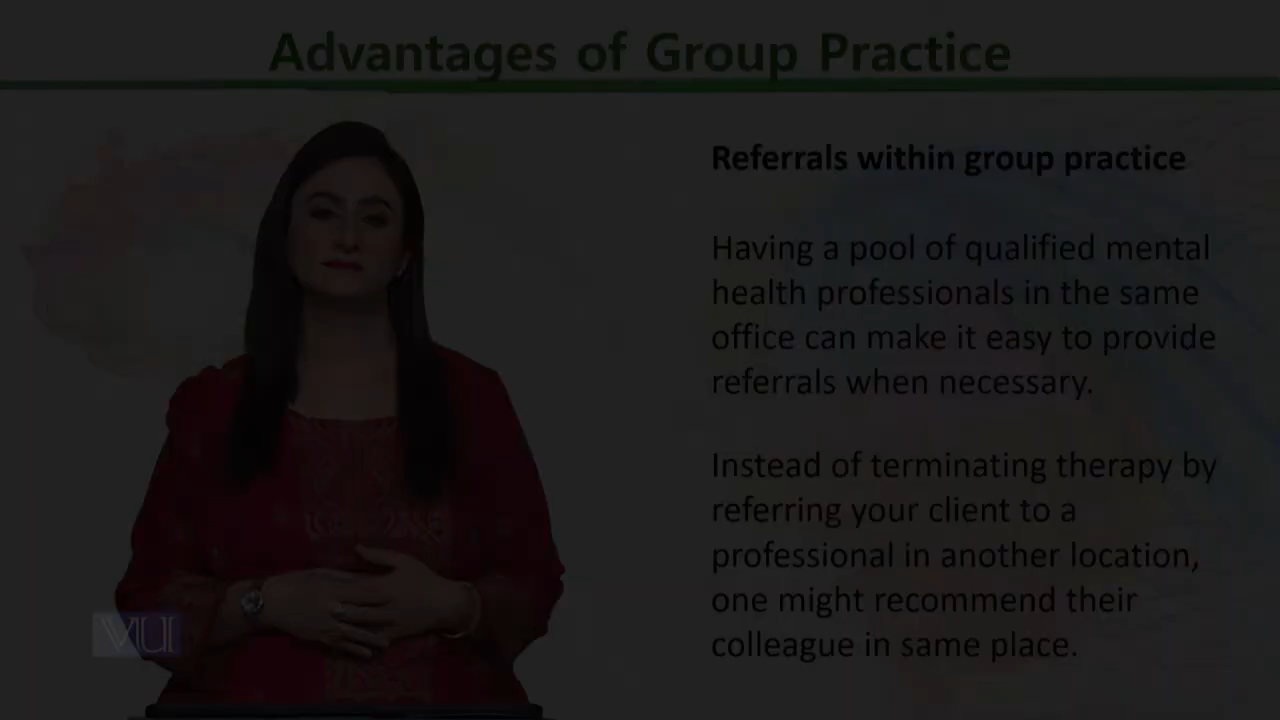 Advantages of Group Practice
Referrals within group practice
Having a pool of qualified mental
health professionals in the same
office can make it easy to provide
referrals when necessary.
Instead of terminating therapy by
referring your client to a
professional in another location,
one might recommend their
colleague in same place.
VU